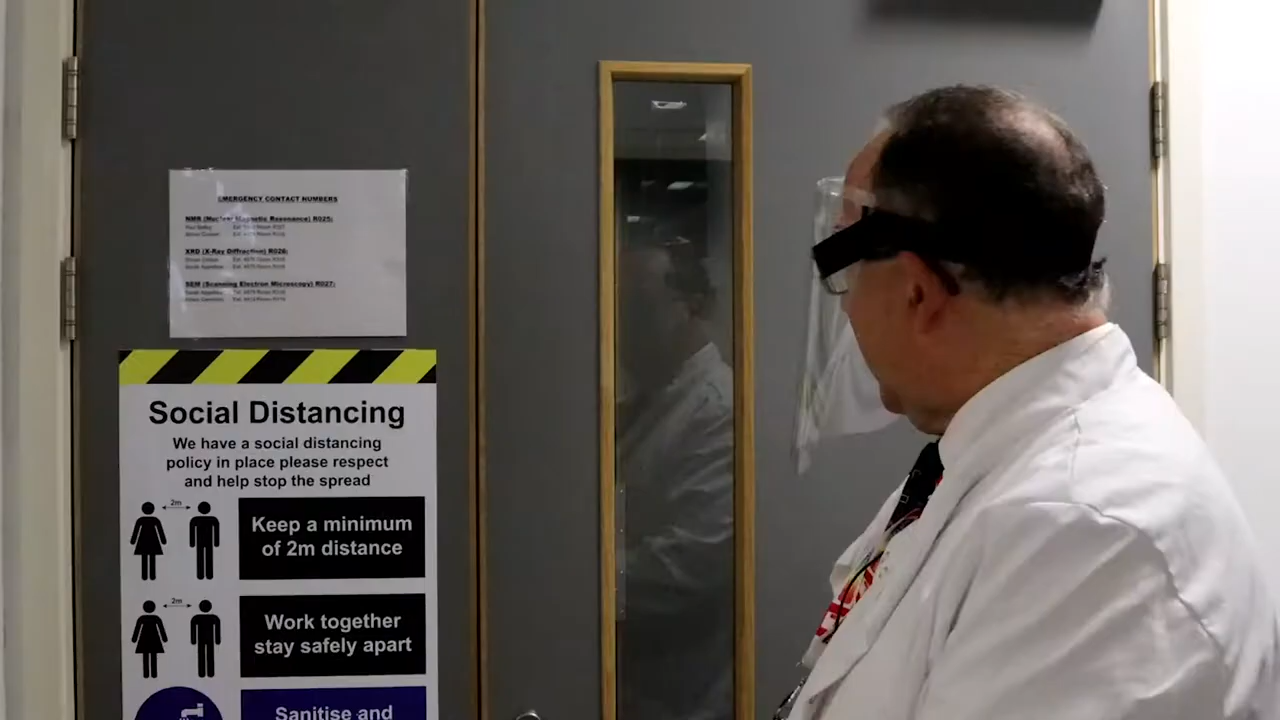 EMERGENCY CONTACT NUMBERS
NMR (Nuclear Magnetic Resonance) R025:
XRD (X-Ray Diffraction) R026:
SEM (Scanning Electron Microscopy) R027:
Social Distancing
We have a social distancing
policy in place please respect
and help stop the spread
2m
Keep a minimum
of 2m distance
2m
Work together
stay safely apart
Sanitise and